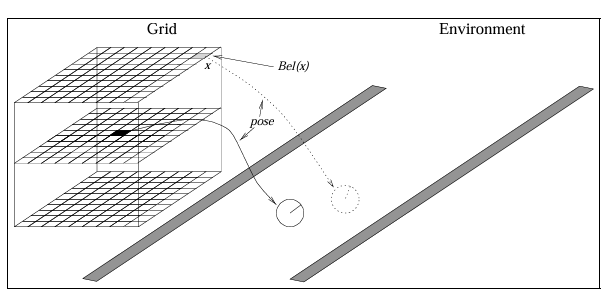 Grid
Environment
x
Bel(x)
pose